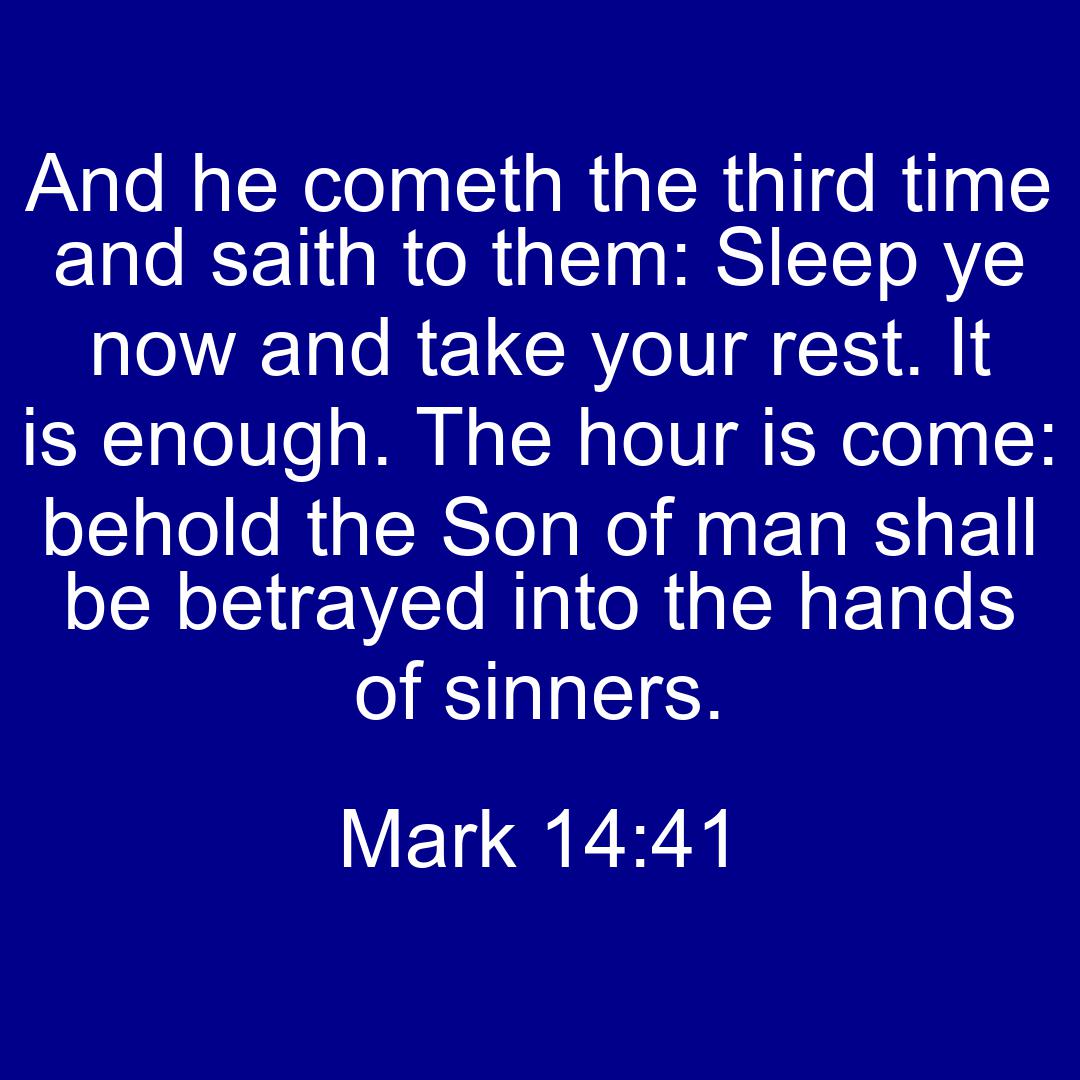 And he cometh the third time
and saith to them: Sleep ye
now and take your rest. It
is enough. The hour is come:
behold the Son of man shall
be betrayed into the hands
of sinners.
Mark 14:41